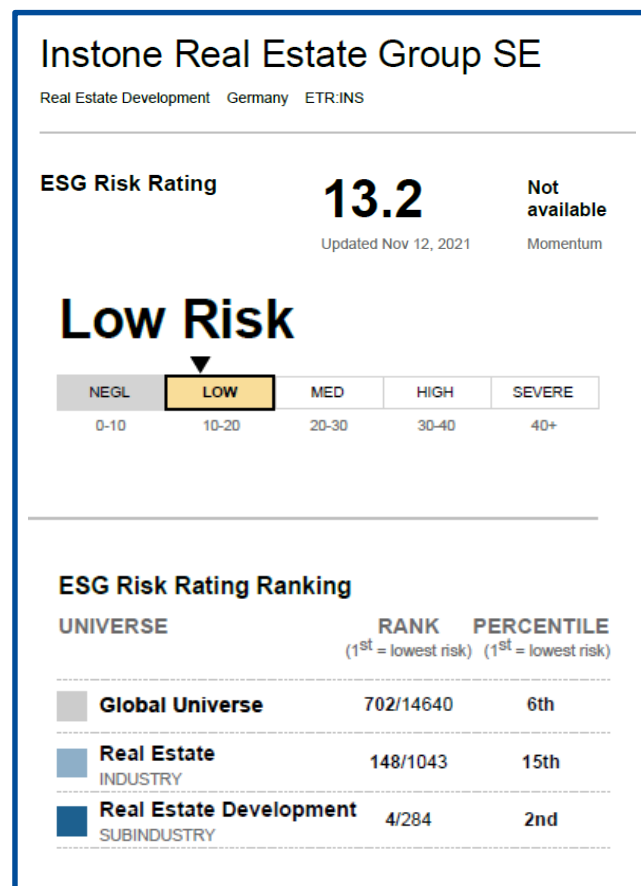 Instone Real Estate Group SE
Real Estate Development Germany ETR:INS
ESG Risk Rating
13.2
Not
available
Updated Nov 12, 2021
Momentum
Low Risk
NEGL LOW MED HIGH SEVERE
0-10 10-20 20-30 30-40 40+
ESG Risk Rating Ranking
UNIVERSE RANK PERCENTILE
(1st = lowest risk) (1st = lowest risk)
Global Universe 702/14640 6th
Real Estate
INDUSTRY
148/1043 15th
Real Estate Development
SUBINDUSTRY
4/284 2nd